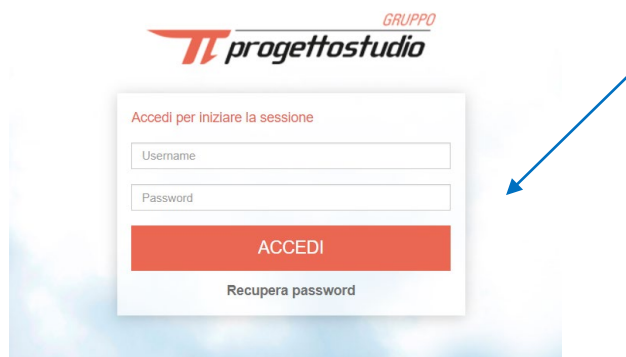 GRUPPO
progettostudio
Accedi per iniziare la sessione
Username
Password
ACCEDI
Recupera password